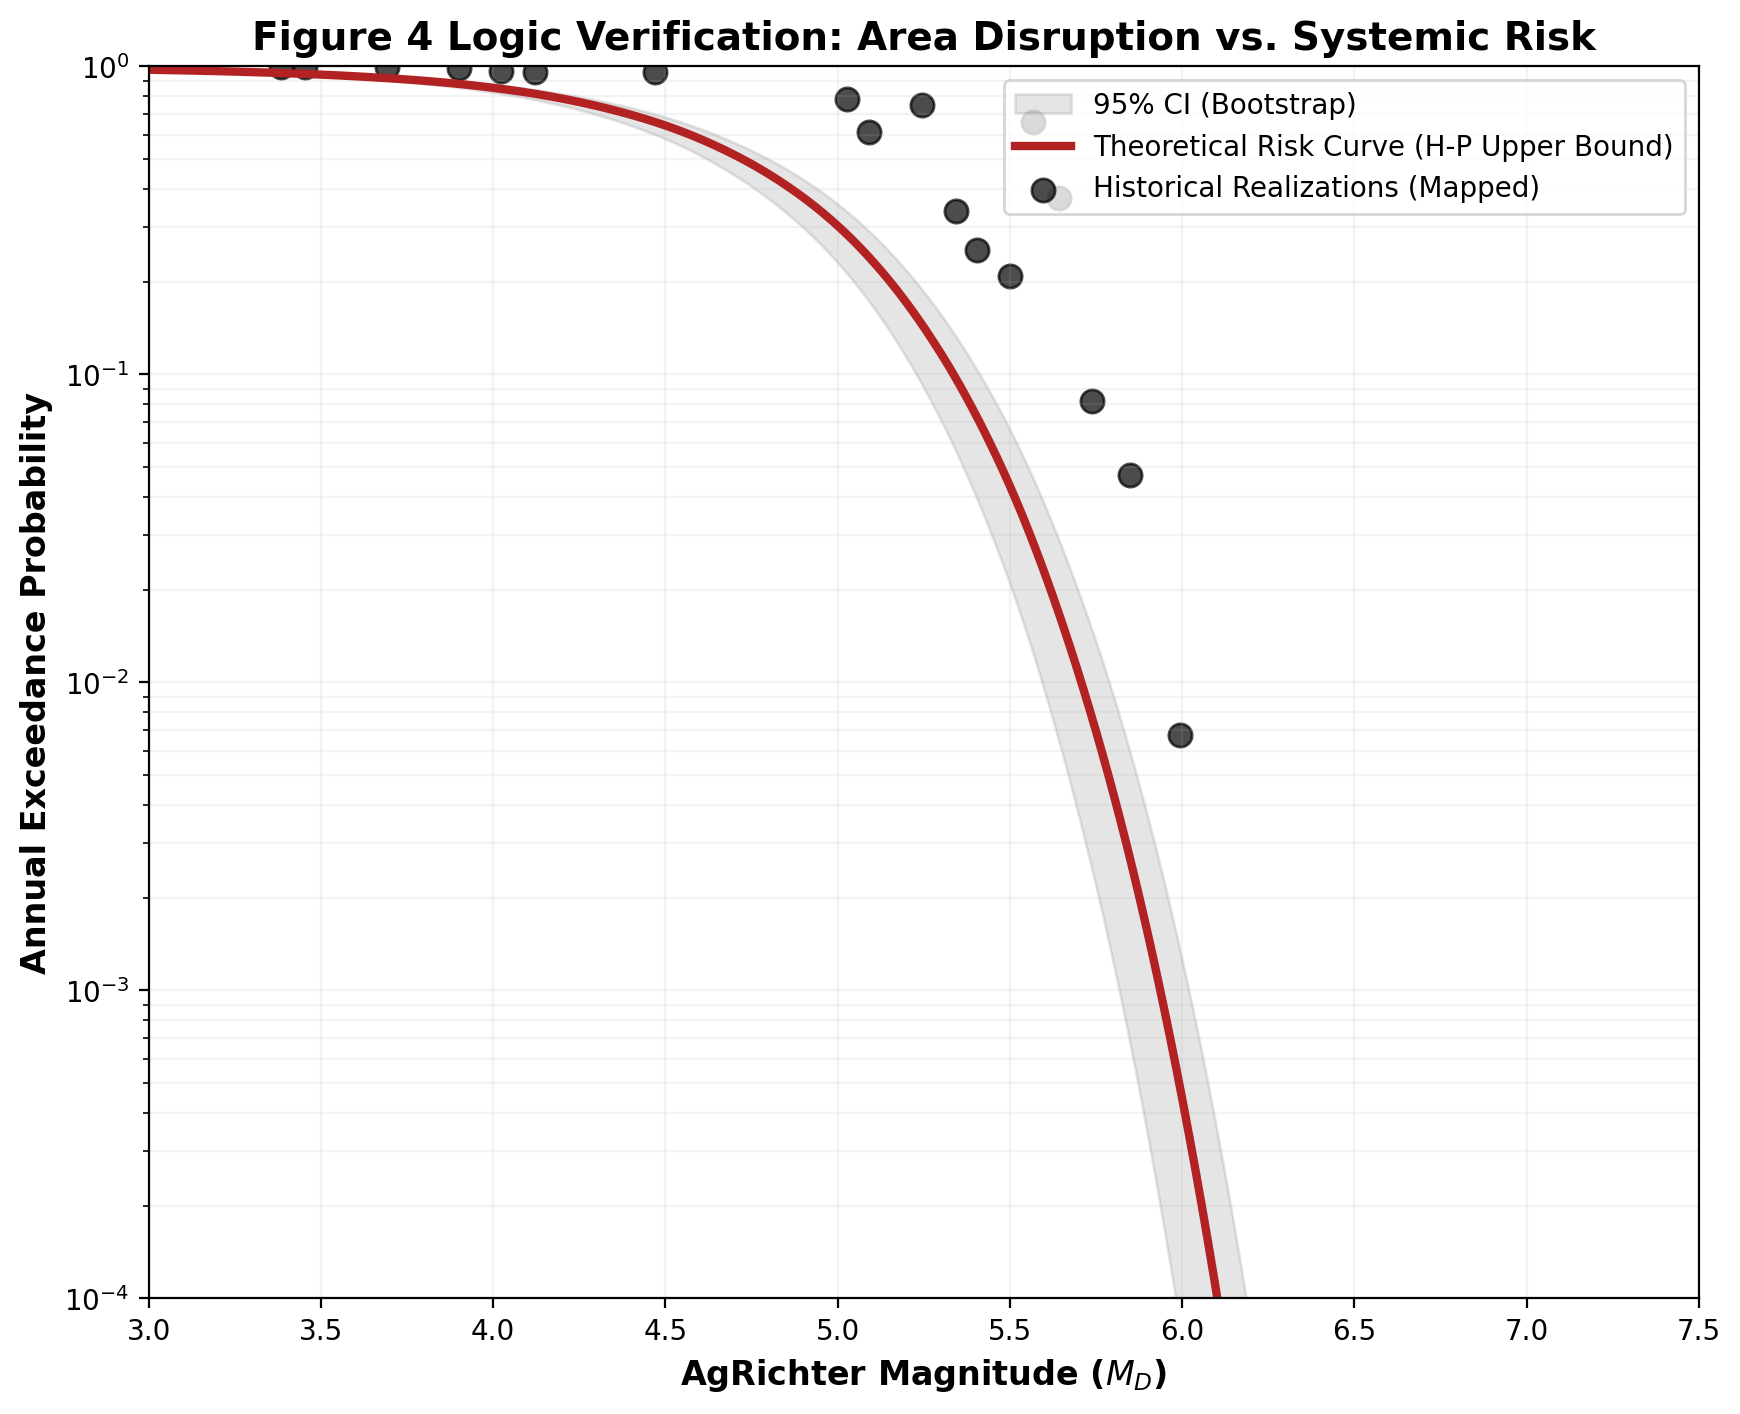 Figure 4 Logic Verification: Area Disruption vs. Systemic Risk
95% CI (Bootstrap)
Theoretical Risk Curve (H-P Upper Bound)
Historical Realizations (Mapped)
Annual Exceedance Probability
10⁰
10⁻¹
10⁻²
10⁻³
10⁻⁴
3.0 3.5 4.0 4.5 5.0 5.5 6.0 6.5 7.0 7.5
AgRichter Magnitude (M_D)